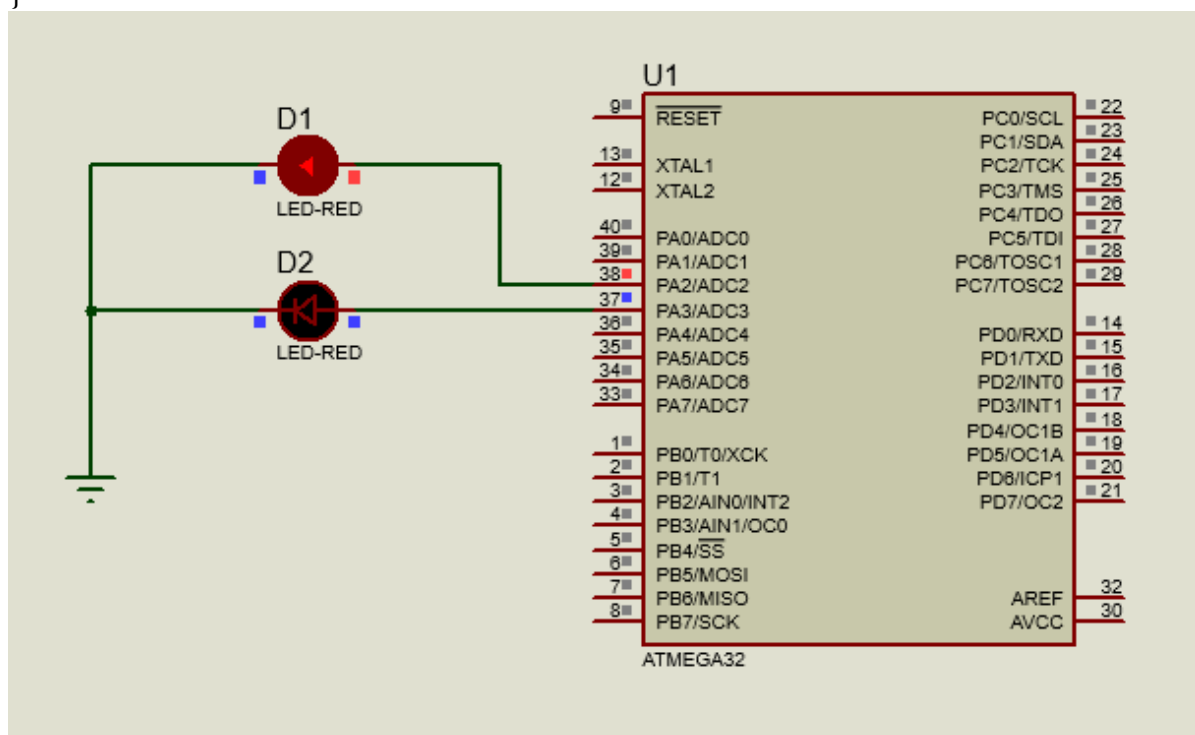 }
U1
D1
LED-RED
D2
LED-RED
9 RESET
13 XTAL1
12 XTAL2
40 PA0/ADC0
39 PA1/ADC1
38 PA2/ADC2
37 PA3/ADC3
36 PA4/ADC4
35 PA5/ADC5
34 PA6/ADC6
33 PA7/ADC7
1 PB0/T0/XCK
2 PB1/T1
3 PB2/AIN0/INT2
4 PB3/AIN1/OC0
5 PB4/SS
6 PB5/MOSI
7 PB6/MISO
8 PB7/SCK
PC0/SCL 22
PC1/SDA 23
PC2/TCK 24
PC3/TMS 25
PC4/TDO 26
PC5/TDI 27
PC6/TOSC1 28
PC7/TOSC2 29
PD0/RXD 14
PD1/TXD 15
PD2/INT0 16
PD3/INT1 17
PD4/OC1B 18
PD5/OC1A 19
PD6/ICP1 20
PD7/OC2 21
AREF 32
AVCC 30
ATMEGA32